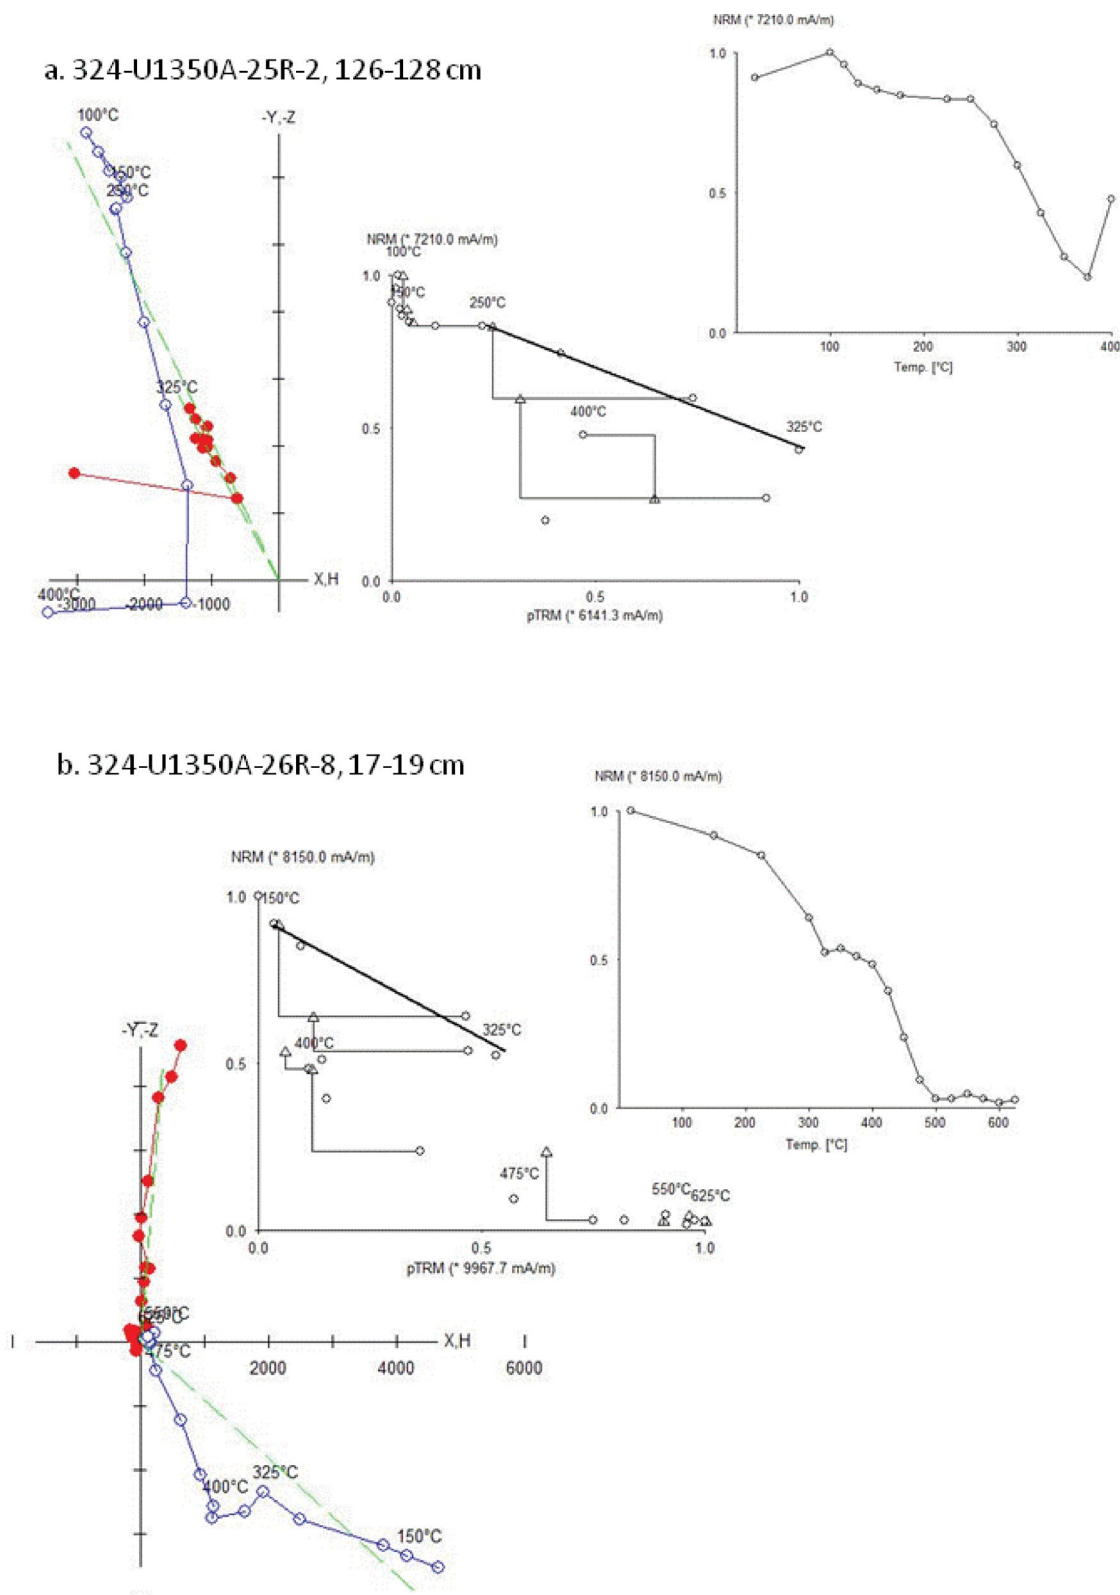 NRM (* 7210.0 mA/m)
a. 324-U1350A-25R-2, 126-128 cm
1.0
0.5
0.0
100
200
300
400
Temp. [°C]
-Y,-Z
100°C
150°C
250°C
325°C
400°C
-3000
-2000
-1000
X,H
NRM (* 7210.0 mA/m)
100°C
1.0
150°C
250°C
400°C
325°C
0.5
0.0
0.0
0.5
1.0
pTRM (* 6141.3 mA/m)
b. 324-U1350A-26R-8, 17-19 cm
NRM (* 8150.0 mA/m)
1.0
0.5
0.0
100
200
300
400
500
600
Temp. [°C]
NRM (* 8150.0 mA/m)
1.0
150°C
325°C
400°C
0.5
475°C
550°C
625°C
0.0
0.0
0.5
1.0
pTRM (* 9967.7 mA/m)
-Y,-Z
550°C
625°C
475°C
X,H
2000
4000
6000
400°C
325°C
150°C